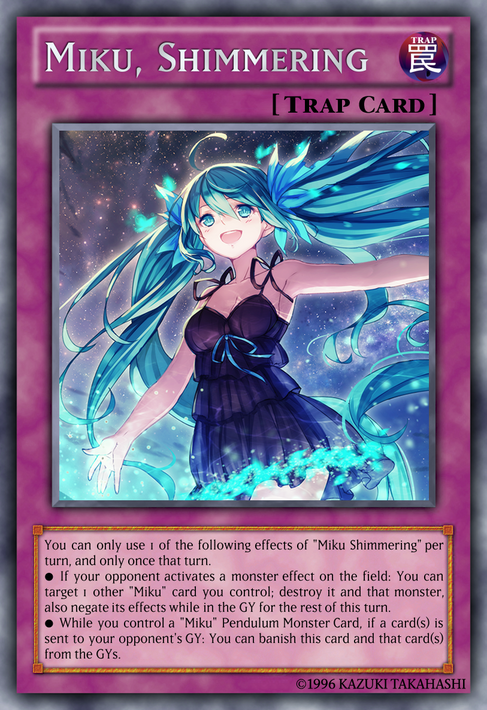 Miku, Shimmering
TRAP
罠
[Trap Card]
You can only use 1 of the following effects of "Miku Shimmering" per
turn, and only once that turn.
● If your opponent activates a monster effect on the field: You can
target 1 other "Miku" card you control; destroy it and that monster,
also negate its effects while in the GY for the rest of this turn.
● While you control a "Miku" Pendulum Monster Card, if a card(s) is
sent to your opponent's GY: You can banish this card and that card(s)
from the GYs.
©1996 KAZUKI TAKAHASHI